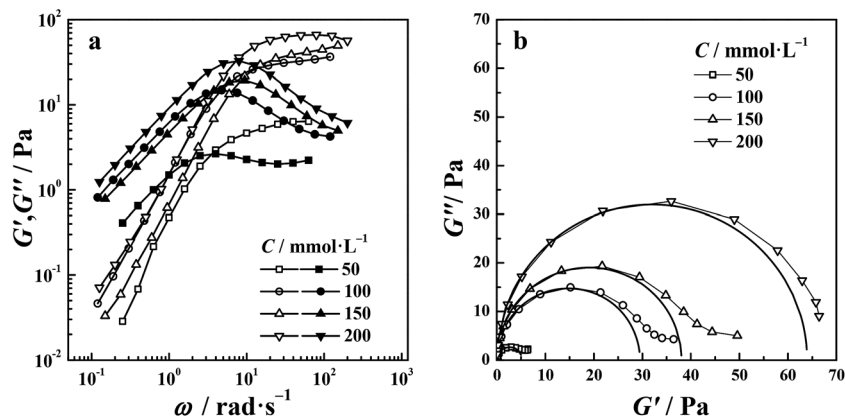 a
G′, G″ / Pa
10³
10²
10¹
10⁰
10⁻¹
10⁻²
C / mmol·L⁻¹
50
100
150
200
10⁻¹ 10⁰ 10¹ 10² 10³
ω / rad·s⁻¹
b
G″/ Pa
60
50
40
30
20
10
0
C / mmol·L⁻¹
50
100
150
200
0 10 20 30 40 50 60 70 80
G′ / Pa